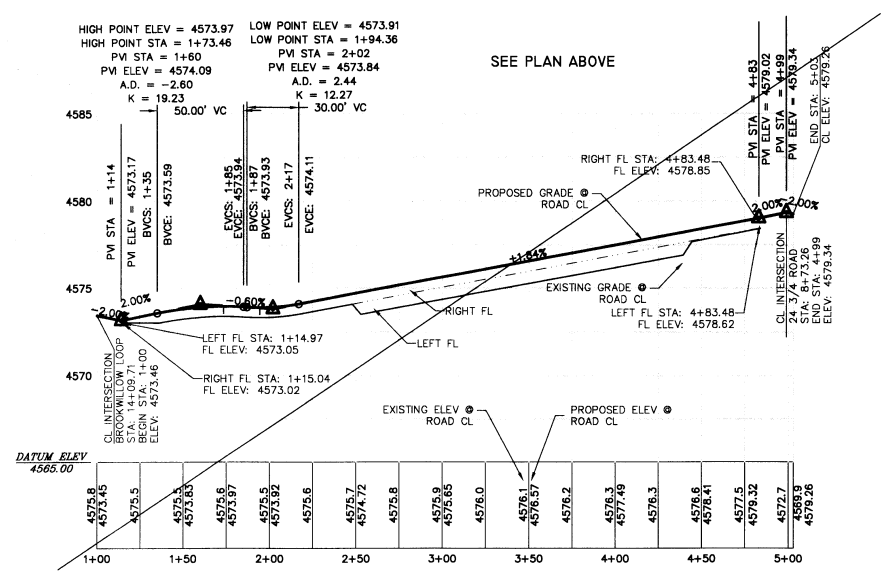 HIGH POINT ELEV = 4573.97
HIGH POINT STA = 1+73.46
PVI STA = 1+60
PVI ELEV = 4574.09
A.D. = -2.60
K = 19.23
50.00' VC
LOW POINT ELEV = 4573.91
LOW POINT STA = 1+94.36
PVI STA = 2+02
PVI ELEV = 4573.84
A.D. = 2.44
K = 12.27
30.00' VC
SEE PLAN ABOVE
PVI STA = 4+83
PVI ELEV = 4579.02
PVI STA = 4+99
PVI ELEV = 4579.34
END STA: 5+03
CL ELEV: 4579.26
4585
4580
4575
4570
PVI STA = 1+14
PVI ELEV = 4573.17
BVCS: 1+35
BVCE: 4573.59
EVCS: 1+85
EVCE: 4573.94
BVCS: 1+87
BVCE: 4573.93
EVCS: 2+17
EVCE: 4574.11
RIGHT FL STA: 4+83.48
FL ELEV: 4578.85
PROPOSED GRADE @
ROAD CL
2.00%
-2.00%
+1.84%
-2.00%
2.00%
-0.60%
EXISTING GRADE @
ROAD CL
RIGHT FL
LEFT FL
LEFT FL STA: 4+83.48
FL ELEV: 4578.62
CL INTERSECTION
24 3/4 ROAD
STA: 8+73.26
END STA: 4+99
ELEV: 4579.34
LEFT FL STA: 1+14.97
FL ELEV: 4573.05
RIGHT FL STA: 1+15.04
FL ELEV: 4573.02
CL INTERSECTION
BROOKWILLOW LOOP
STA: 14+09.71
BEGIN STA: 1+00
ELEV: 4573.46
EXISTING ELEV @
ROAD CL
PROPOSED ELEV @
ROAD CL
DATUM ELEV
4565.00
4575.8
4573.45
4575.5
4575.5
4573.83
4575.6
4573.97
4575.5
4573.92
4575.6
4575.7
4574.72
4575.8
4575.9
4575.65
4576.0
4576.1
4576.57
4576.2
4576.3
4577.49
4576.3
4576.6
4578.41
4577.5
4579.32
4572.7
4569.9
4579.26
1+00
1+50
2+00
2+50
3+00
3+50
4+00
4+50
5+00